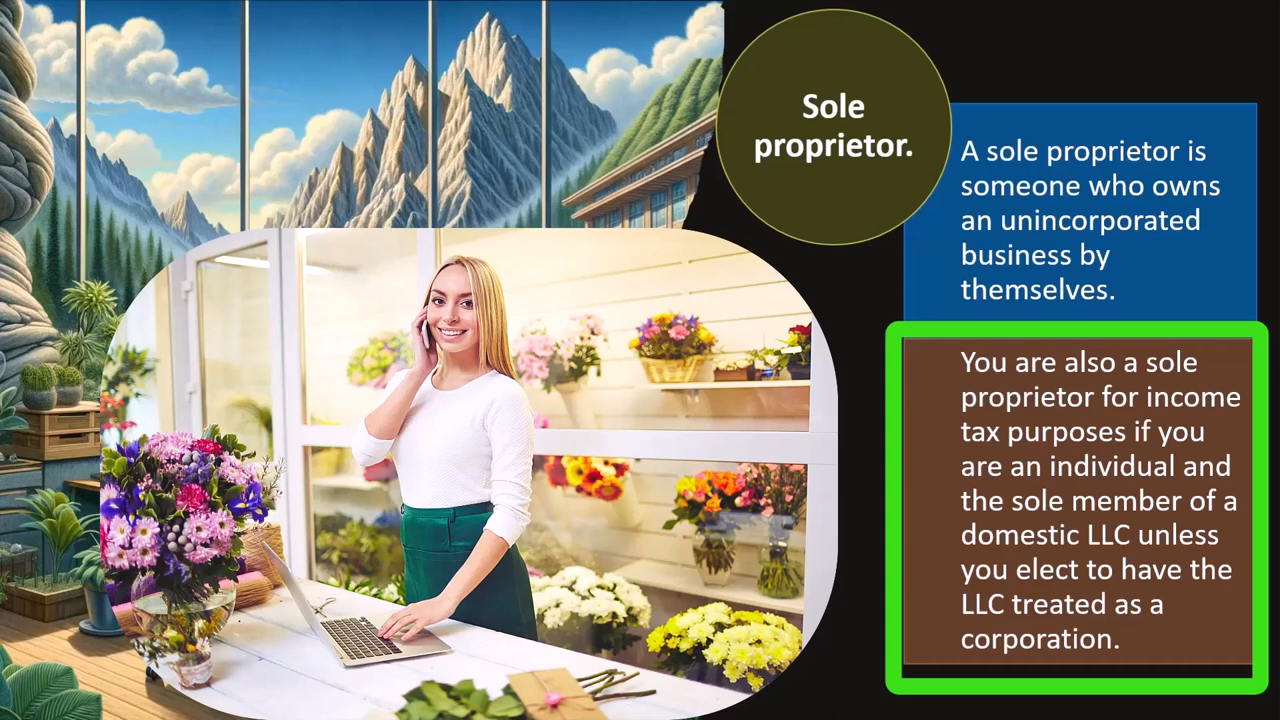 Sole
proprietor.
A sole proprietor is
someone who owns
an unincorporated
business by
themselves.
You are also a sole
proprietor for income
tax purposes if you
are an individual and
the sole member of a
domestic LLC unless
you elect to have the
LLC treated as a
corporation.